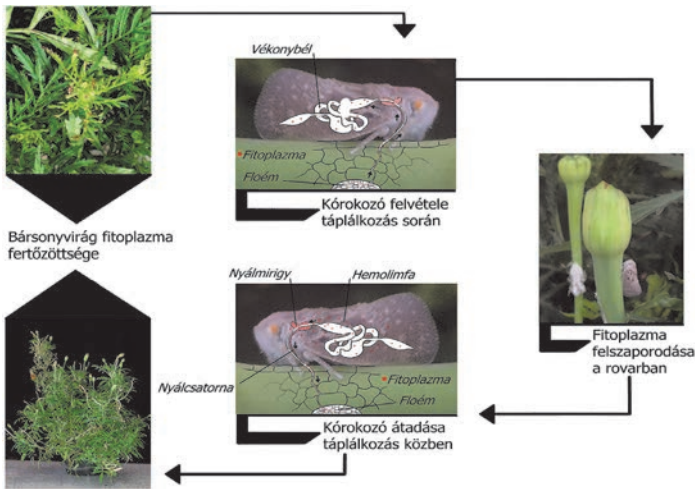 Vékonybél
Fitoplazma
Floém
Kórokozó felvétele
táplálkozás során
Bársonyvirág fitoplazma
fertőzöttsége
Fitoplazma
felszaporodása
a rovarban
Nyálmirigy
Hemolimfa
Nyálcsatorna
Fitoplazma
Floém
Kórokozó átadása
táplálkozás közben